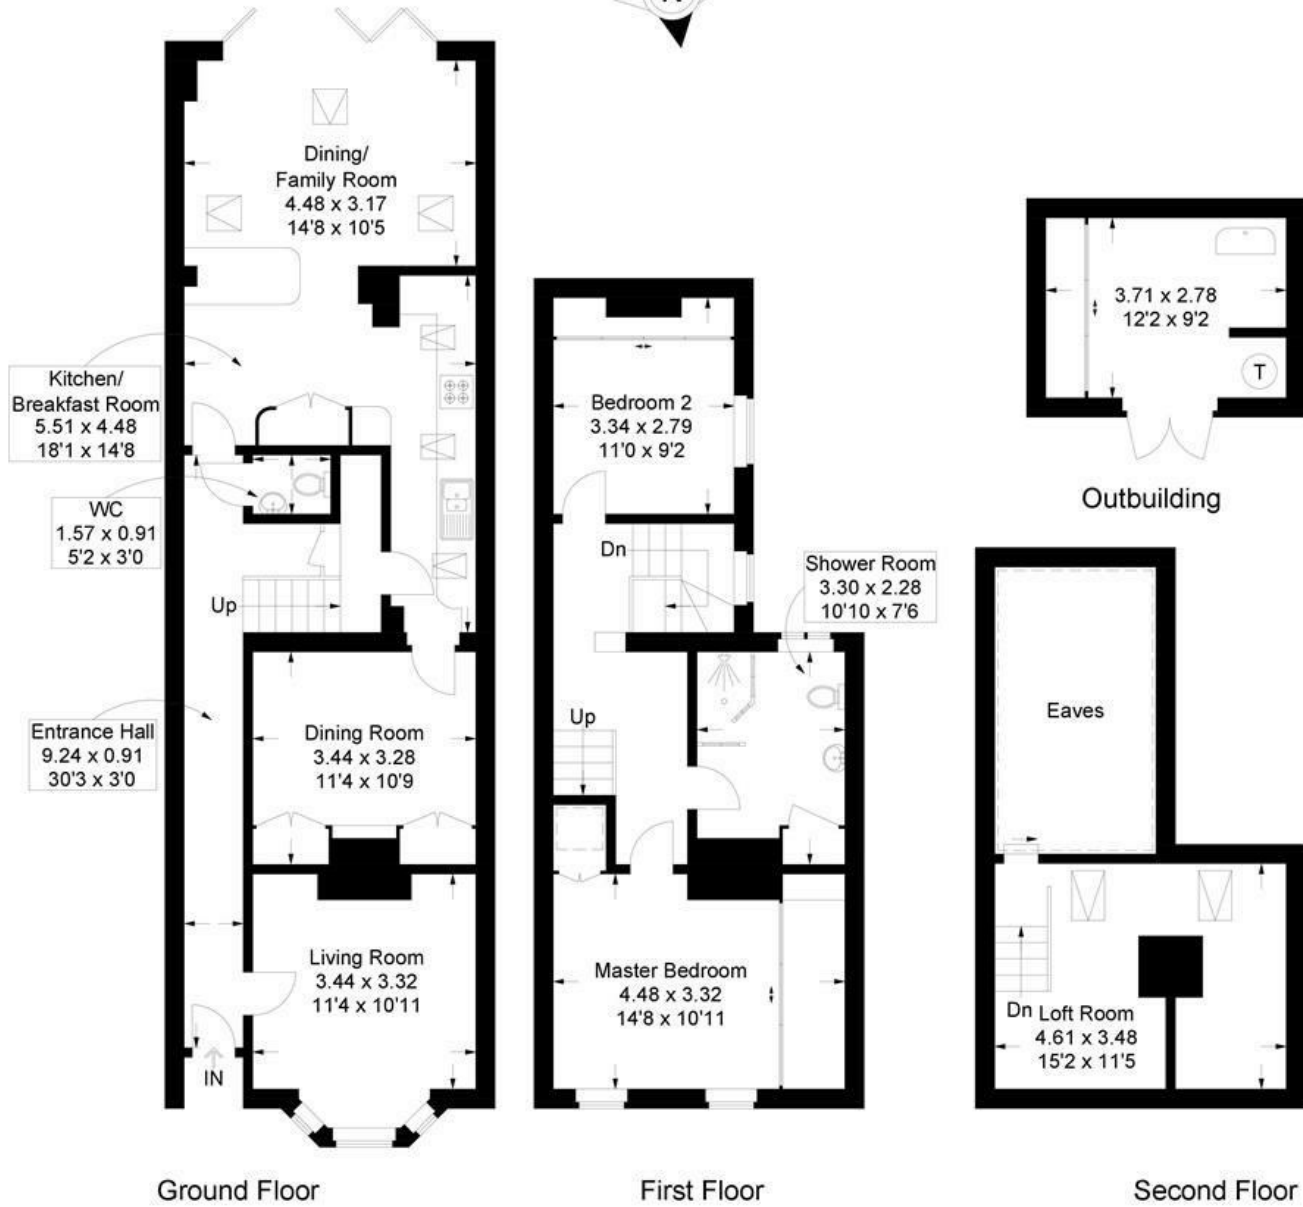 Dining/
Family Room
4.48 x 3.17
14'8 x 10'5
Kitchen/
Breakfast Room
5.51 x 4.48
18'1 x 14'8
WC
1.57 x 0.91
5'2 x 3'0
Up
Entrance Hall
9.24 x 0.91
30'3 x 3'0
Dining Room
3.44 x 3.28
11'4 x 10'9
Living Room
3.44 x 3.32
11'4 x 10'11
IN
Ground Floor
Bedroom 2
3.34 x 2.79
11'0 x 9'2
Dn
Shower Room
3.30 x 2.28
10'10 x 7'6
Up
Master Bedroom
4.48 x 3.32
14'8 x 10'11
First Floor
3.71 x 2.78
12'2 x 9'2
T
Outbuilding
Eaves
Dn
Loft Room
4.61 x 3.48
15'2 x 11'5
Second Floor